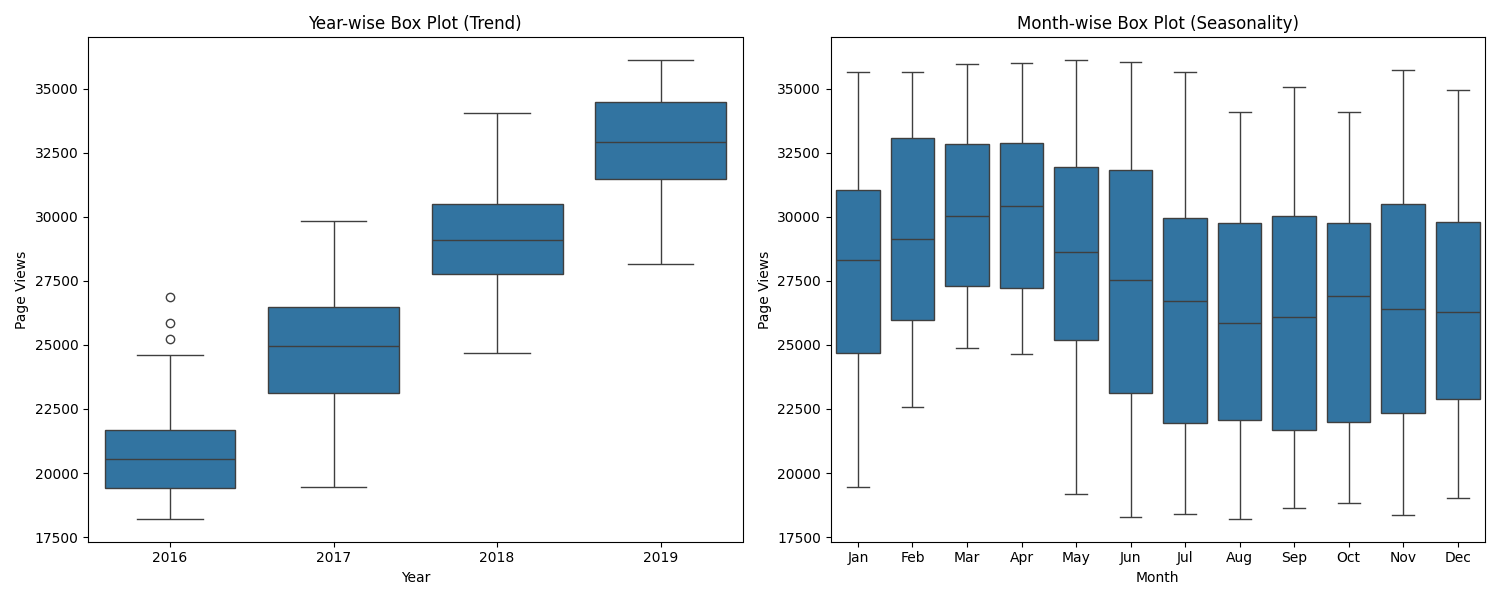 Year-wise Box Plot (Trend)
Page Views
35000
32500
30000
27500
25000
22500
20000
17500
2016 2017 2018 2019
Year
Month-wise Box Plot (Seasonality)
Page Views
35000
32500
30000
27500
25000
22500
20000
17500
Jan Feb Mar Apr May Jun Jul Aug Sep Oct Nov Dec
Month